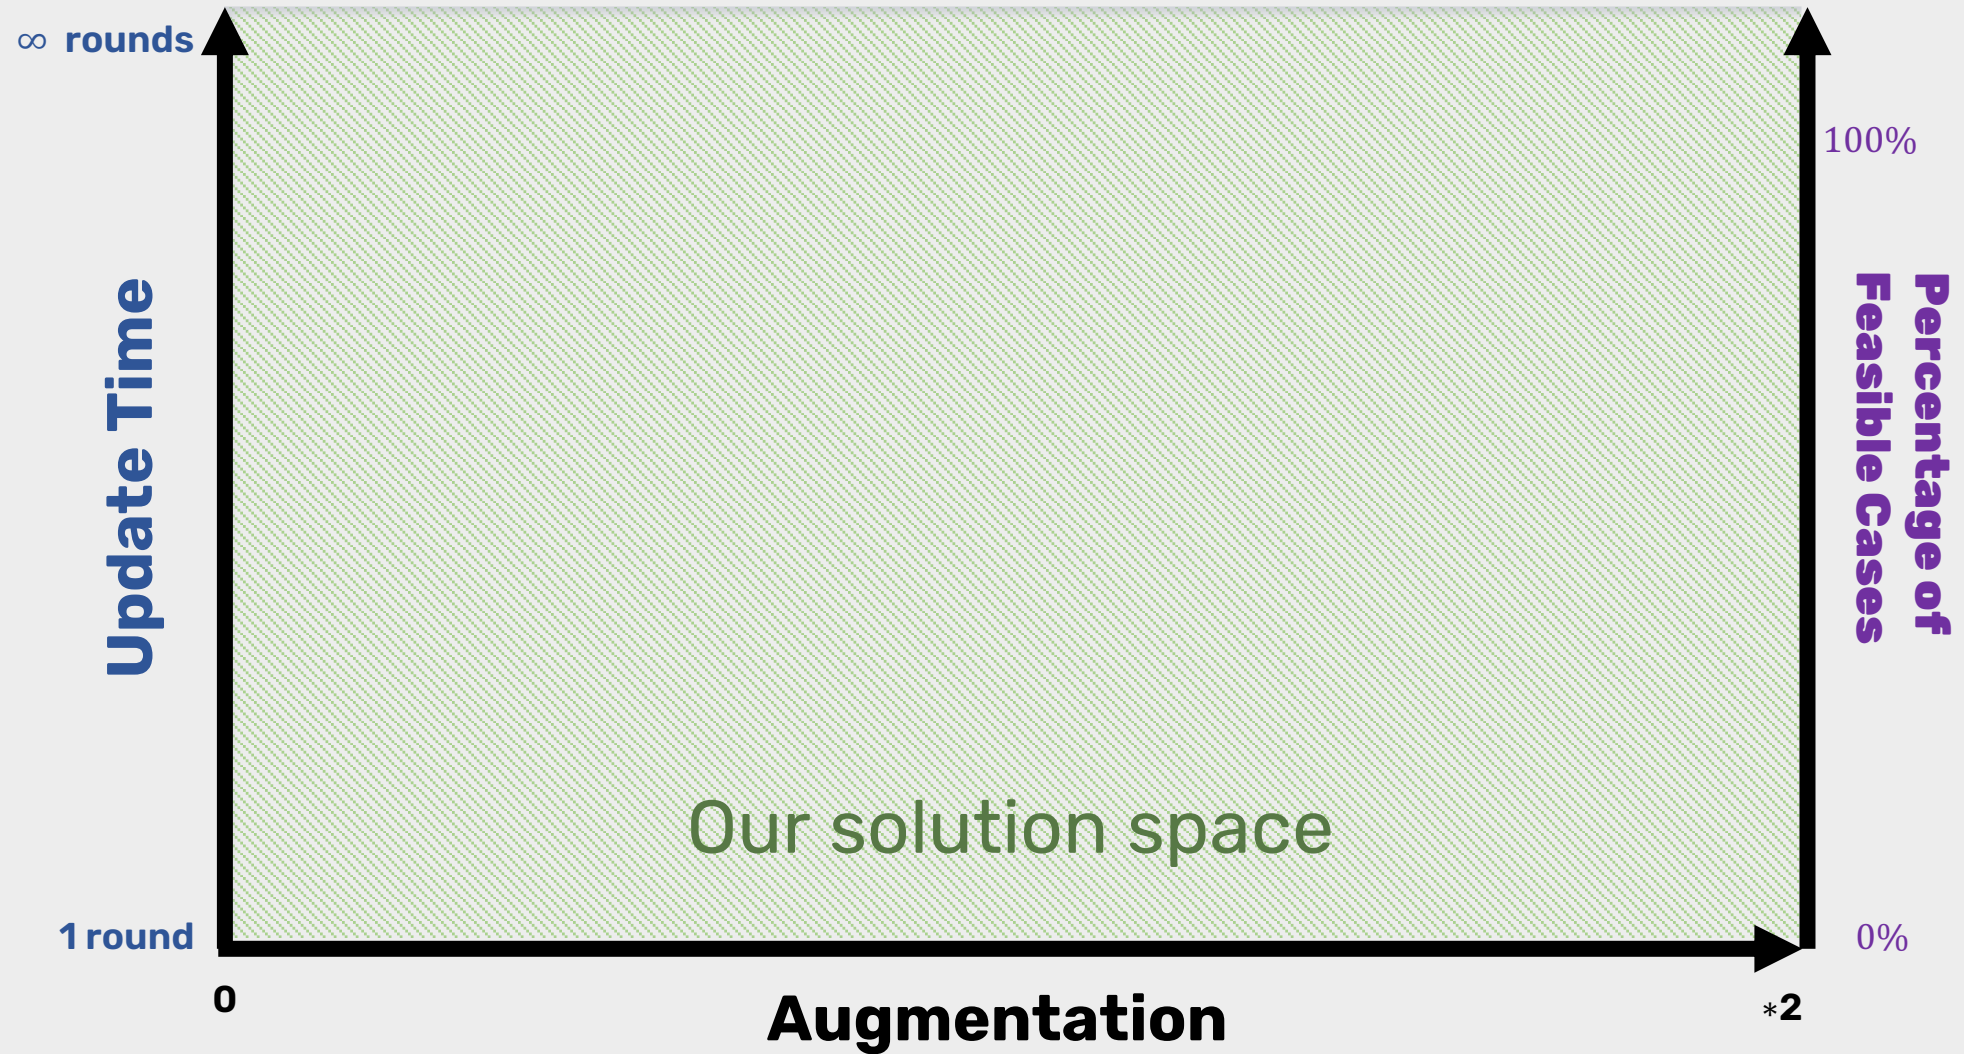 ∞ rounds
100%
Update Time
Percentage of
Feasible Cases
Our solution space
1 round
0%
0
Augmentation
*2